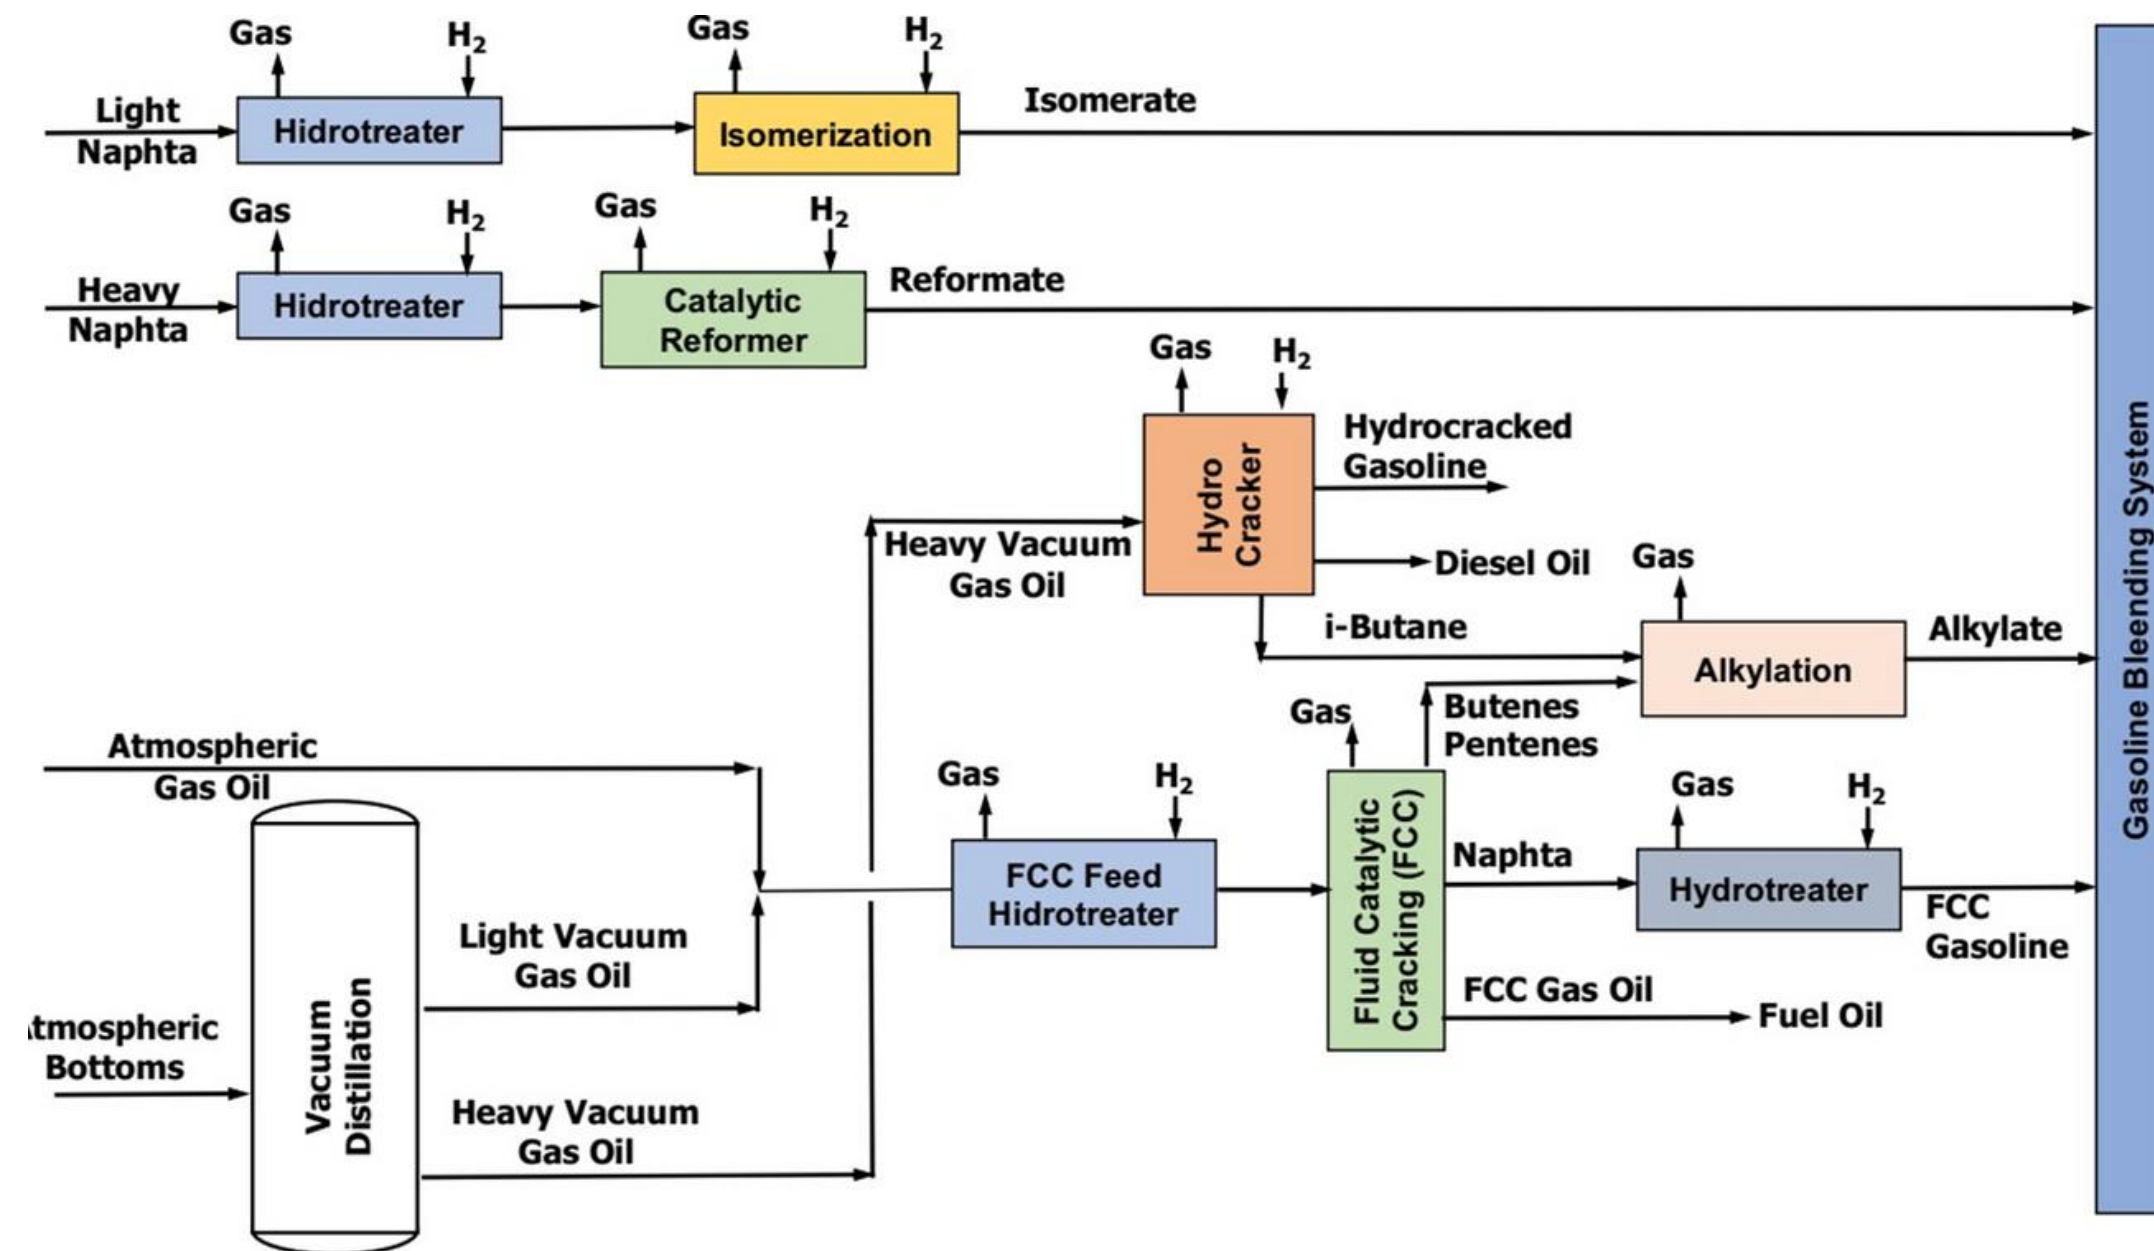 Gas
H2
Gas
H2
Light
Naphta
Hidrotreater
Isomerization
Isomerate
Gas
H2
Gas
H2
Heavy
Naphta
Hidrotreater
Catalytic
Reformer
Reformate
Gas
H2
Hydro
Cracker
Hydrocracked
Gasoline
Heavy Vacuum
Gas Oil
Diesel Oil
i-Butane
Gas
Alkylation
Alkylate
Gas
Butenes
Pentenes
Atmospheric
Gas Oil
Gas
H2
FCC Feed
Hidrotreater
Fluid Catalytic
Cracking (FCC)
Naphta
Gas
H2
Hydrotreater
FCC
Gasoline
FCC Gas Oil
Fuel Oil
Light Vacuum
Gas Oil
tmospheric
Bottoms
Vacuum
Distillation
Heavy Vacuum
Gas Oil
Gasoline Bleending System